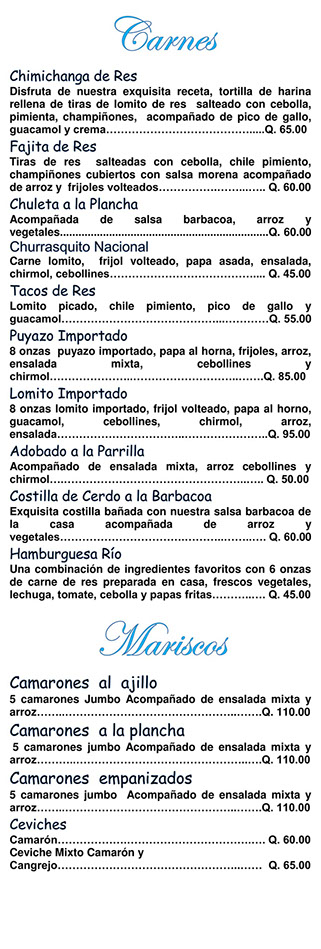 Carnes
Chimichanga de Res
Disfruta de nuestra exquisita receta, tortilla de harina
rellena de tiras de lomito de res salteado con cebolla,
pimienta, champiñones, acompañado de pico de gallo,
guacamol y crema…………………………………......Q. 65.00
Fajita de Res
Tiras de res salteadas con cebolla, chile pimiento,
champiñones cubiertos con salsa morena acompañado
de arroz y frijoles volteados……………..……..….. Q. 60.00
Chuleta a la Plancha
Acompañada de salsa barbacoa, arroz y
vegetales......................................................................Q. 60.00
Churrasquito Nacional
Carne lomito, frijol volteado, papa asada, ensalada,
chirmol, cebollines………………………………….... Q. 45.00
Tacos de Res
Lomito picado, chile pimiento, pico de gallo y
guacamol……………………………………...…………Q. 55.00
Puyazo Importado
8 onzas puyazo importado, papa al horna, frijoles, arroz,
ensalada mixta, cebollines y
chirmol…………………...……………………..…….Q. 85.00
Lomito Importado
8 onzas lomito importado, frijol volteado, papa al horno,
guacamol, cebollines, chirmol, arroz,
ensalada……………………………..…………………..Q. 95.00
Adobado a la Parrilla
Acompañado de ensalada mixta, arroz cebollines y
chirmol….……………………………………………..….. Q. 50.00
Costilla de Cerdo a la Barbacoa
Exquisita costilla bañada con nuestra salsa barbacoa de
la casa acompañada de arroz y
vegetales…………………………….………..……..…. Q. 60.00
Hamburguesa Río
Una combinación de ingredientes favoritos con 6 onzas
de carne de res preparada en casa, frescos vegetales,
lechuga, tomate, cebolla y papas fritas………..…. Q. 45.00
Mariscos
Camarones al ajillo
5 camarones Jumbo Acompañado de ensalada mixta y
arroz……...…………………………………………..…….Q. 110.00
Camarones a la plancha
5 camarones jumbo Acompañado de ensalada mixta y
arroz………..…………………………………………..….Q. 110.00
Camarones empanizados
5 camarones jumbo Acompañado de ensalada mixta y
arroz……...…………………………………………..…….Q. 110.00
Ceviches
Camarón……………………………………………….…. Q. 60.00
Ceviche Mixto Camarón y
Cangrejo…………………………………………...…… Q. 65.00